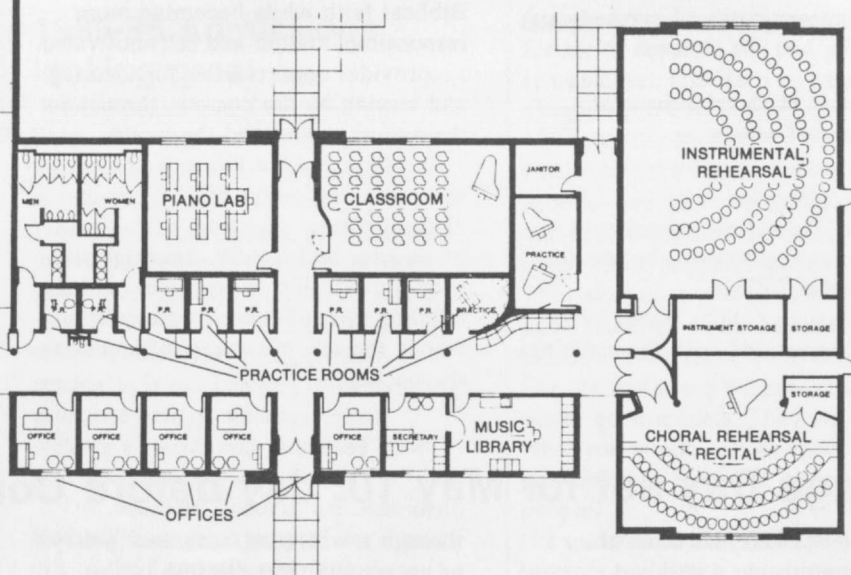 INSTRUMENTAL
REHEARSAL
JANITOR
MEN
WOMEN
PIANO LAB
CLASSROOM
PRACTICE
P.R.
P.R.
P.R.
P.R.
P.R.
P.R.
P.R.
P.R.
PRACTICE
INSTRUMENT STORAGE
STORAGE
PRACTICE ROOMS
STORAGE
OFFICE
OFFICE
OFFICE
OFFICE
OFFICE
SECRETARY
MUSIC
LIBRARY
CHORAL REHEARSAL
RECITAL
OFFICES